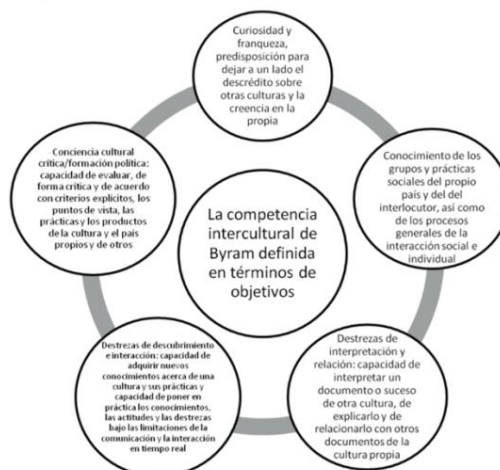 Curiosidad y
franqueza,
predisposición para
dejar a un lado el
descrédito sobre
otras culturas y la
creencia en la
propia
Conocimiento de los
grupos y prácticas
sociales del propio
país y del del
interlocutor, así como
de los procesos
generales de la
interacción social e
individual
Destrezas de
interpretación y
relación: capacidad de
interpretar un
documento o suceso
de otra cultura, de
explicarlo y de
relacionarlo con otros
documentos de la
cultura propia
Destrezas de descubrimiento
e interacción: capacidad de
adquirir nuevos
conocimientos acerca de una
cultura y sus prácticas y
capacidad de poner en
práctica los conocimientos,
las actitudes y las destrezas
bajo las limitaciones de la
comunicación y la interacción
en tiempo real
Conciencia cultural
crítica/formación política:
capacidad de evaluar, de
forma crítica y de acuerdo
con criterios explícitos, los
puntos de vista, las
prácticas y los productos
de la cultura y el país
propios y de otros
La competencia
intercultural de
Byram definida
en términos de
objetivos